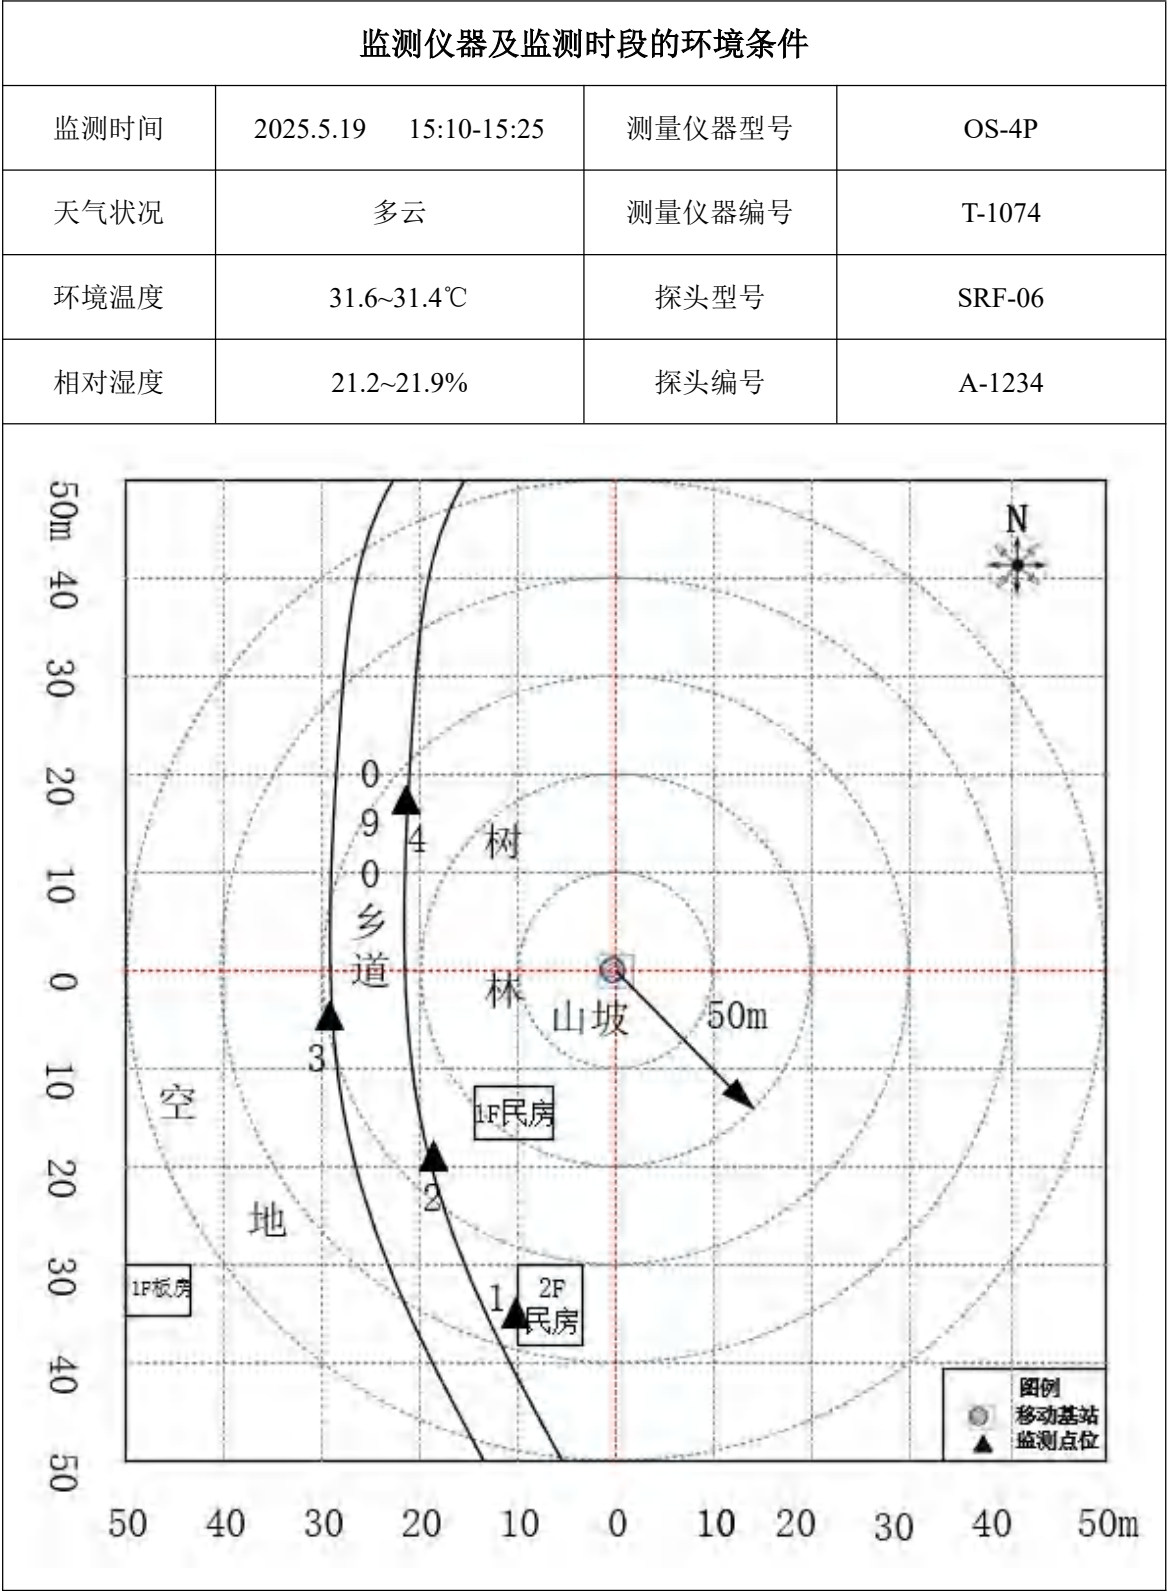 监测仪器及监测时段的环境条件
监测时间 2025.5.19 15:10-15:25 测量仪器型号 OS-4P
天气状况 多云 测量仪器编号 T-1074
环境温度 31.6~31.4℃ 探头型号 SRF-06
相对湿度 21.2~21.9% 探头编号 A-1234
50m
40
30
20
10
0
10
20
30
40
50
N
090乡道
4
树
林
山坡
50m
3
空
地
1F民房
2
1F板房
1
2F
民房
图例
移动基站
监测点位
50 40 30 20 10 0 10 20 30 40 50m